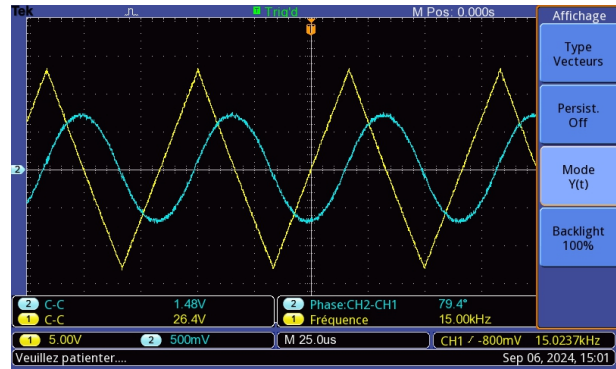 Tek Trig'd M Pos: 0.000s
Affichage
Type
Vecteurs
Persist.
Off
Mode
Y(t)
Backlight
100%
2
2 C-C 1.48V 2 Phase:CH2-CH1 79.4°
1 C-C 26.4V 1 Fréquence 15.00kHz
1 5.00V 2 500mV M 25.0us CH1 -800mV 15.0237kHz
Veuillez patienter.... Sep 06, 2024, 15:01